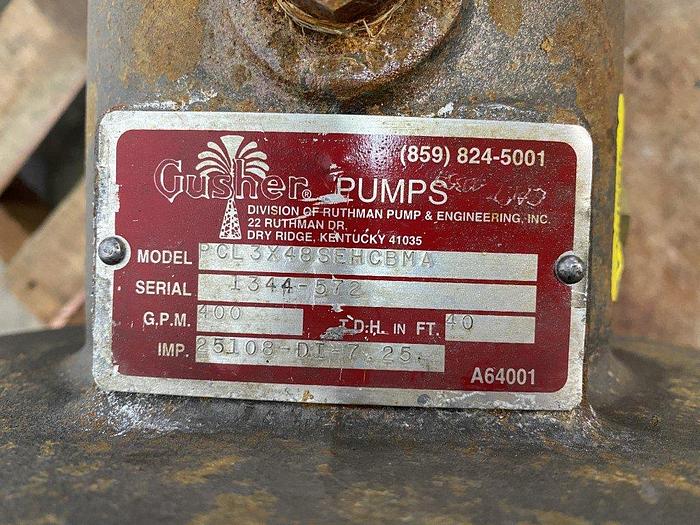 (859) 824-5001
Gusher® PUMPS
DIVISION OF RUTHMAN PUMP & ENGINEERING, INC.
22 RUTHMAN DR.
DRY RIDGE, KENTUCKY 41035
MODEL PCL3X48SEHCBMA
SERIAL 1344-572
G.P.M. 400 T.D.H. IN FT. 40
IMP. 25108-DI-7.25
A64001